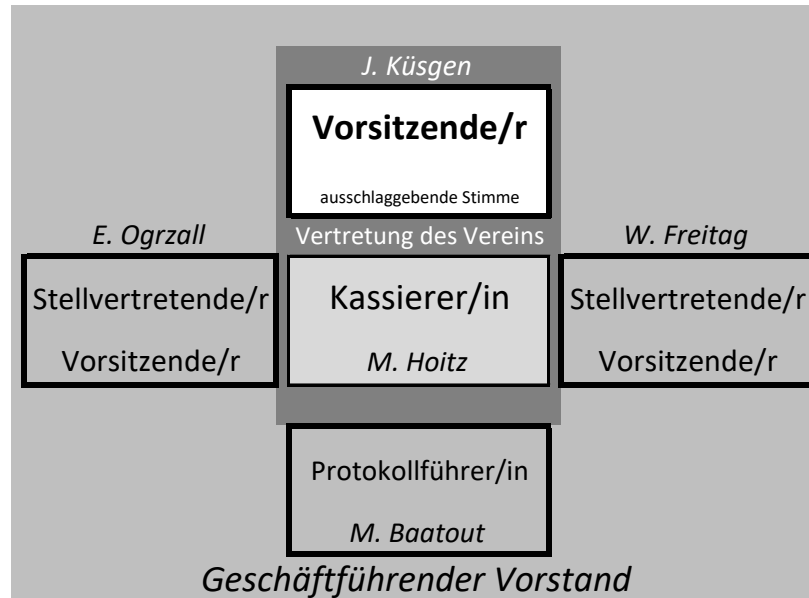 J. Küsgen
Vorsitzende/r
ausschlaggebende Stimme
E. Ogrzall
Vertretung des Vereins
W. Freitag
Stellvertretende/r
Vorsitzende/r
Kassierer/in
M. Hoitz
Stellvertretende/r
Vorsitzende/r
Protokollführer/in
M. Baatout
Geschäftführender Vorstand